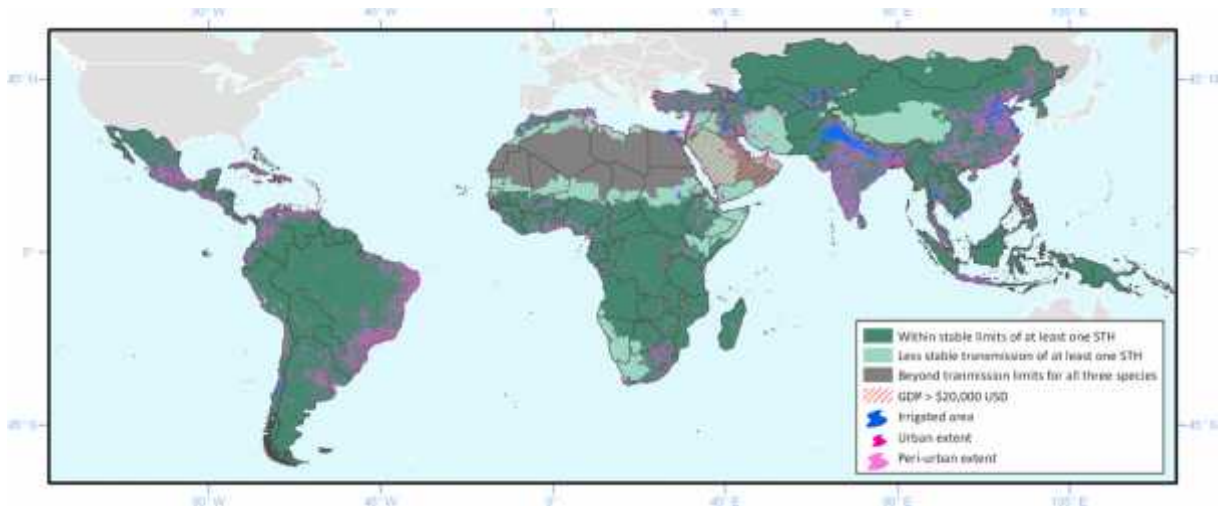 Within stable limits of at least one STH
Less stable transmission of at least one STH
Beyond tranmission limits for all three species
GDP > $20,000 USD
Irrigated area
Urban extent
Peri-urban extent